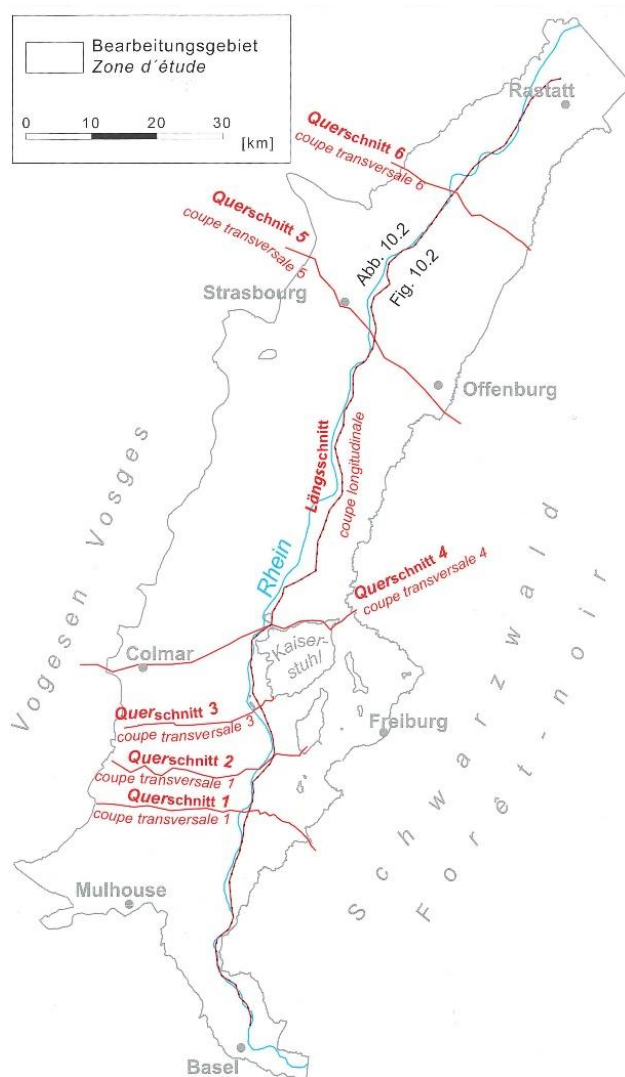 Bearbeitungsgebiet
Zone d´étude
0 10 20 30
[km]
Rastatt
Querschnitt 6
coupe transversale 6
Querschnitt 5
coupe transversale 5
Abb. 10.2
Fig. 10.2
Strasbourg
Offenburg
Längsschnitt
coupe longitudinale
Vogesen Vosges
Rhein
Querschnitt 4
coupe transversale 4
Colmar
Kaiser-
stuhl
Querschnitt 3
coupe transversale 3
Freiburg
Querschnitt 2
coupe transversale 1
Querschnitt 1
coupe transversale 1
Schwarzwald
Forêt-noir
Mulhouse
Basel